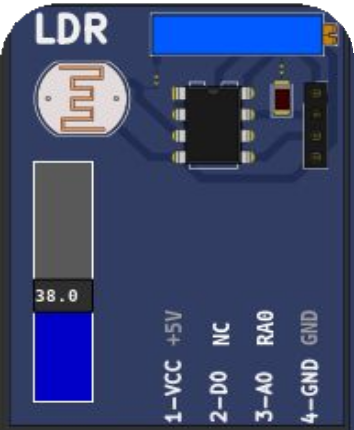 LDR
38.0
1-VCC +5V
2-DO NC
3-AO RA0
4-GND GND